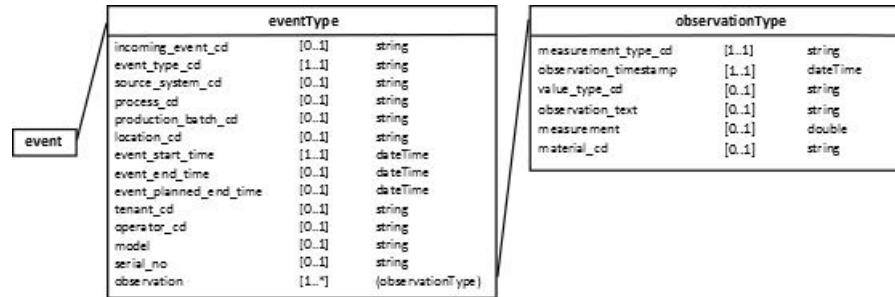 eventType
incoming_event_cd [0..1] string
event_type_cd [1..1] string
source_system_cd [0..1] string
process_cd [0..1] string
production_batch_cd [0..1] string
location_cd [0..1] string
event_start_time [1..1] dateTime
event_end_time [0..1] dateTime
event_planned_end_time [0..1] dateTime
tenant_cd [0..1] string
operator_cd [0..1] string
model [0..1] string
serial_no [0..1] string
observation [1..*] (observationType)
event
observationType
measurement_type_cd [1..1] string
observation_timestamp [1..1] dateTime
value_type_cd [0..1] string
observation_text [0..1] string
measurement [0..1] double
material_cd [0..1] string